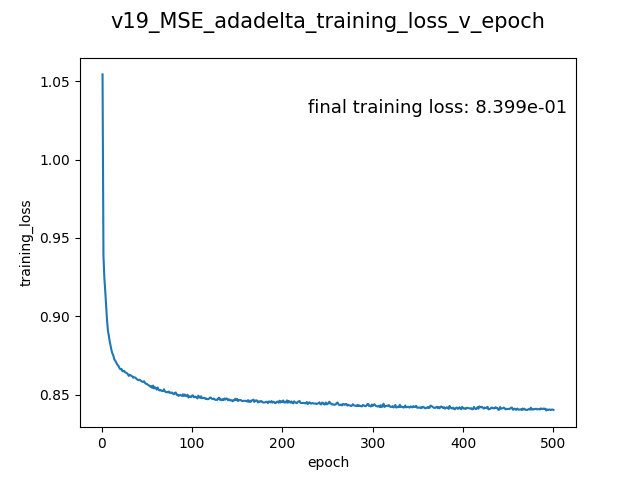 v19_MSE_adadelta_training_loss_v_epoch
final training loss: 8.399e-01
training_loss
1.05
1.00
0.95
0.90
0.85
0
100
200
300
400
500
epoch